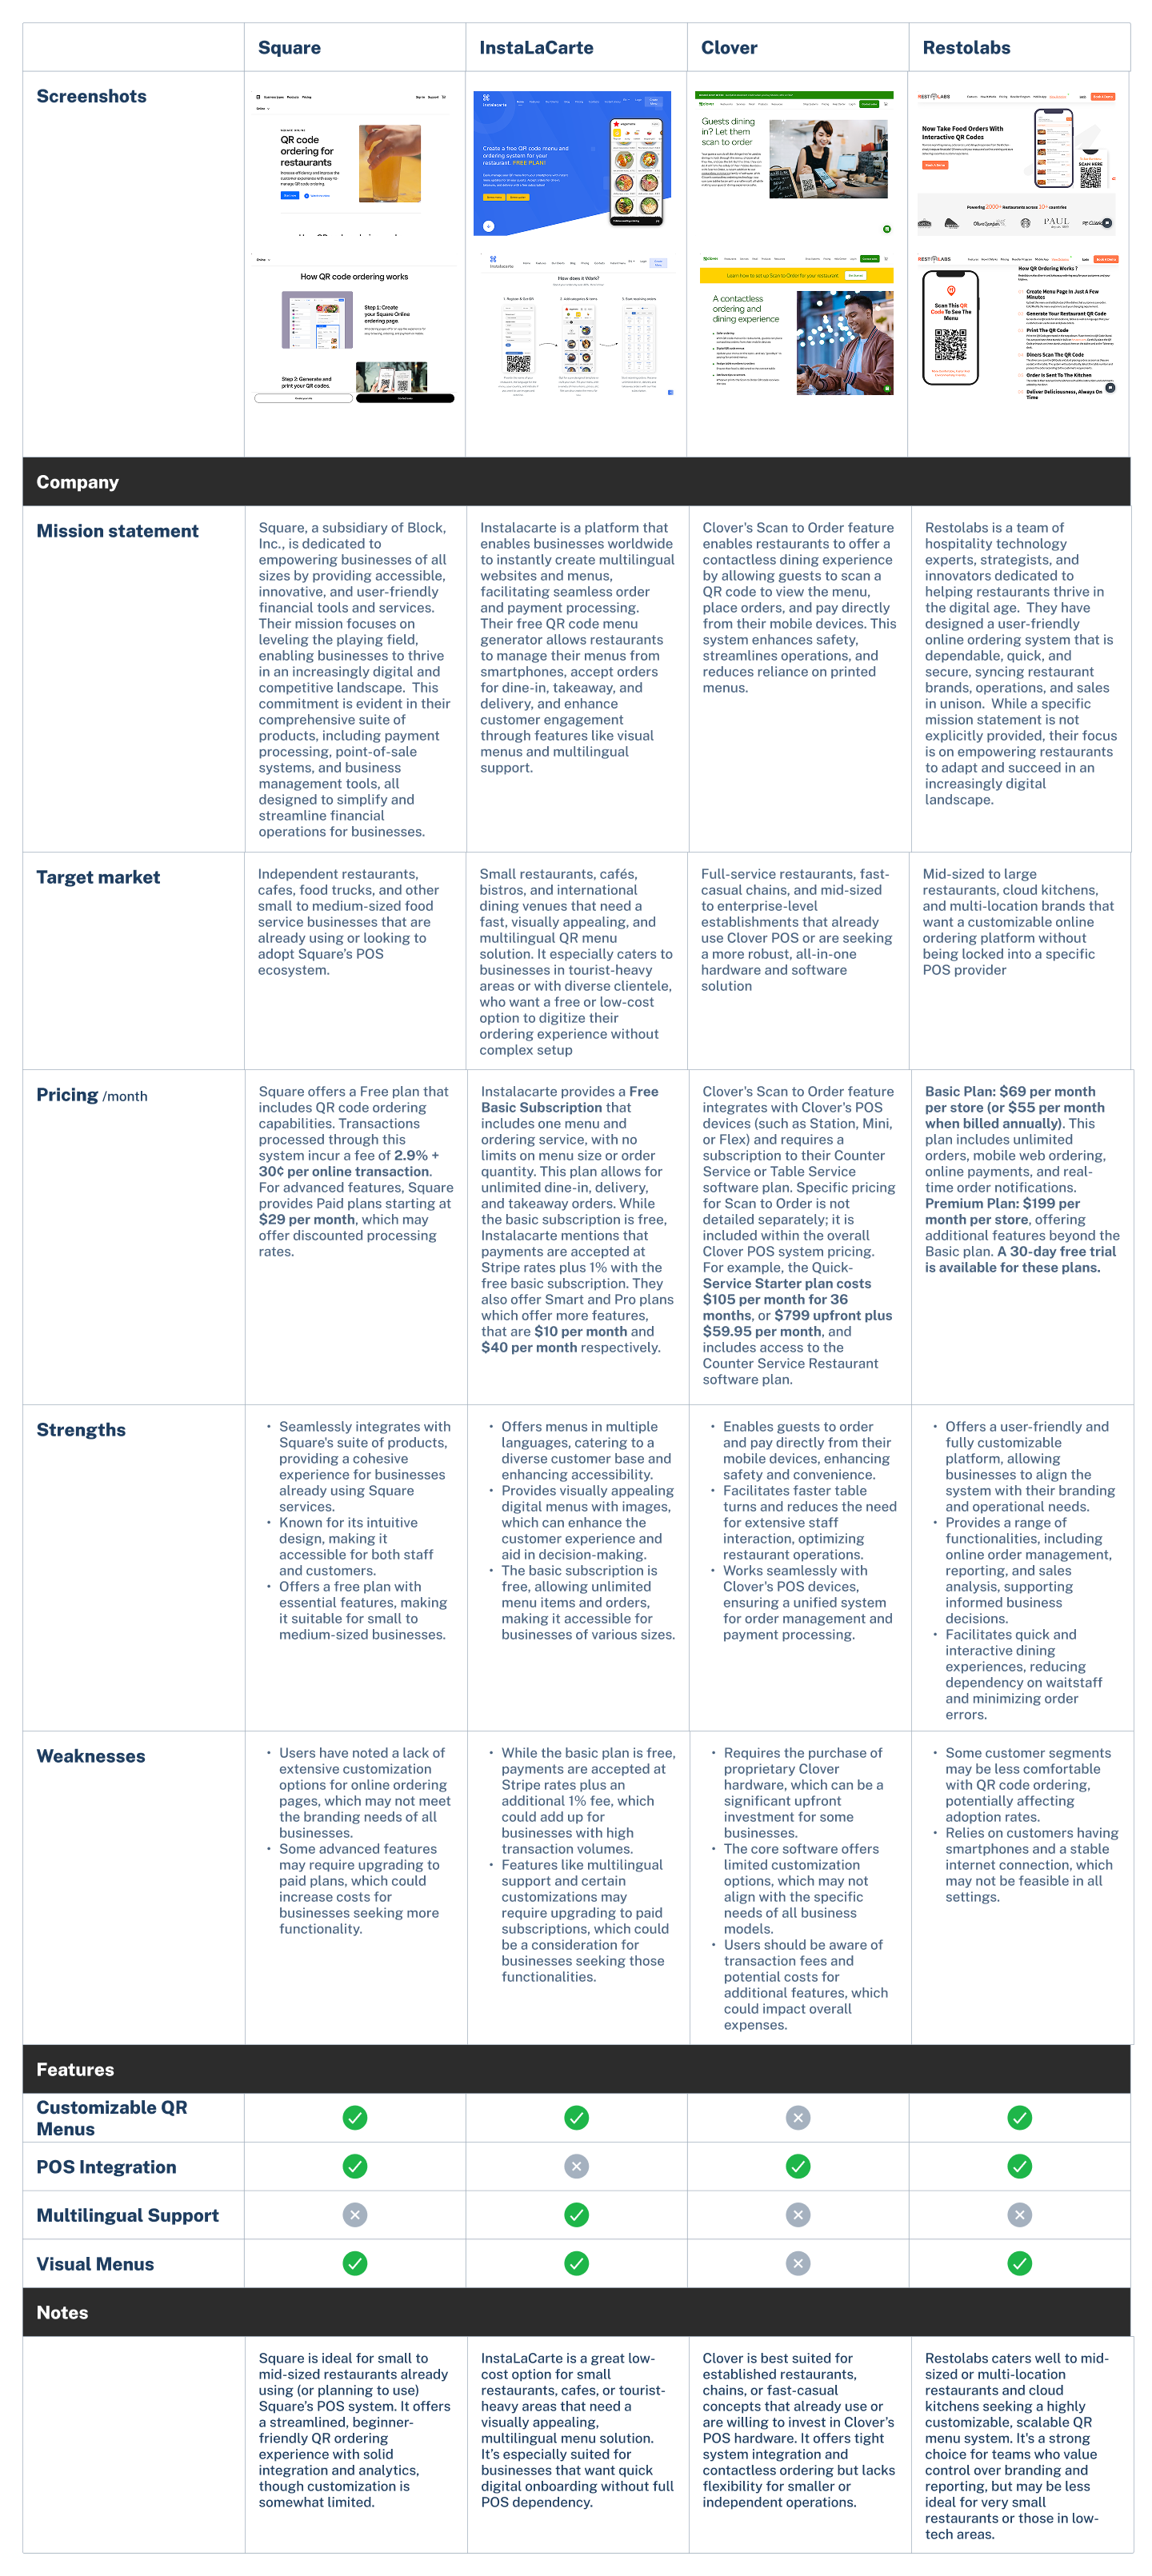 Square
InstaLaCarte
Clover
Restolabs
Screenshots
QR code
ordering for
restaurants
How QR code ordering works
Step 1: Create
your Square Online
ordering page.
Step 2: Generate and
print your QR codes.
Instalacarte
Create a free QR code menu and
ordering system for your
restaurant. FREE PLAN!
Instalacarte
How does it Work?
Guests dining
in? Let them
scan to order
Learn how to set up Scan to Order for your restaurant
A contactless
ordering and
dining experience
RESTOLABS
Now Take Food Orders With
Interactive QR Codes
SCAN HERE
Powering 2000+ Restaurants across 10+ countries
PAUL
RESTOLABS
Scan This QR
Code To See The
Menu
How QR Ordering Works ?
Create Menu Page In Just A Few
Minutes
Generate Your Restaurant QR Code
Print The QR Code
Diners Scan The QR Code
Order Is Sent To The Kitchen
Deliver Deliciousness, Always On
Time
Company
Mission statement
Square, a subsidiary of Block,
Inc., is dedicated to
empowering businesses of all
sizes by providing accessible,
innovative, and user-friendly
financial tools and services.
Their mission focuses on
leveling the playing field,
enabling businesses to thrive
in an increasingly digital and
competitive landscape.  This
commitment is evident in their
comprehensive suite of
products, including payment
processing, point-of-sale
systems, and business
management tools, all
designed to simplify and
streamline financial
operations for businesses.
Instalacarte is a platform that
enables businesses worldwide
to instantly create multilingual
websites and menus,
facilitating seamless order
and payment processing.
Their free QR code menu
generator allows restaurants
to manage their menus from
smartphones, accept orders
for dine-in, takeaway, and
delivery, and enhance
customer engagement
through features like visual
menus and multilingual
support.
Clover's Scan to Order feature
enables restaurants to offer a
contactless dining experience
by allowing guests to scan a
QR code to view the menu,
place orders, and pay directly
from their mobile devices. This
system enhances safety,
streamlines operations, and
reduces reliance on printed
menus.
Restolabs is a team of
hospitality technology
experts, strategists, and
innovators dedicated to
helping restaurants thrive in
the digital age.  They have
designed a user-friendly
online ordering system that is
dependable, quick, and
secure, syncing restaurant
brands, operations, and sales
in unison.  While a specific
mission statement is not
explicitly provided, their focus
is on empowering restaurants
to adapt and succeed in an
increasingly digital
landscape.
Target market
Independent restaurants,
cafes, food trucks, and other
small to medium-sized food
service businesses that are
already using or looking to
adopt Square's POS
ecosystem.
Small restaurants, cafés,
bistros, and international
dining venues that need a
fast, visually appealing, and
multilingual QR menu
solution. It especially caters to
businesses in tourist-heavy
areas or with diverse clientele,
who want a free or low-cost
option to digitize their
ordering experience without
complex setup
Full-service restaurants, fast-
casual chains, and mid-sized
to enterprise-level
establishments that already
use Clover POS or are seeking
a more robust, all-in-one
hardware and software
solution
Mid-sized to large
restaurants, cloud kitchens,
and multi-location brands that
want a customizable online
ordering platform without
being locked into a specific
POS provider
Pricing /month
Square offers a Free plan that
includes QR code ordering
capabilities. Transactions
processed through this
system incur a fee of 2.9% +
30¢ per online transaction.
For advanced features, Square
provides Paid plans starting at
$29 per month, which may
offer discounted processing
rates.
Instalacarte provides a Free
Basic Subscription that
includes one menu and
ordering service, with no
limits on menu size or order
quantity. This plan allows for
unlimited dine-in, delivery,
and takeaway orders. While
the basic subscription is free,
Instalacarte mentions that
payments are accepted at
Stripe rates plus 1% with the
free basic subscription. They
also offer Smart and Pro plans
which offer more features,
that are $10 per month and
$40 per month respectively.
Clover's Scan to Order feature
integrates with Clover's POS
devices (such as Station, Mini,
or Flex) and requires a
subscription to their Counter
Service or Table Service
software plan. Specific pricing
for Scan to Order is not
detailed separately; it is
included within the overall
Clover POS system pricing.
For example, the Quick-
Service Starter plan costs
$105 per month for 36
months, or $799 upfront plus
$59.95 per month, and
includes access to the
Counter Service Restaurant
software plan.
Basic Plan: $69 per month
per store (or $55 per month
when billed annually). This
plan includes unlimited
orders, mobile web ordering,
online payments, and real-
time order notifications.
Premium Plan: $199 per
month per store, offering
additional features beyond the
Basic plan. A 30-day free trial
is available for these plans.
Strengths
• Seamlessly integrates with
Square's suite of products,
providing a cohesive
experience for businesses
already using Square
services.
• Known for its intuitive
design, making it
accessible for both staff
and customers.
• Offers a free plan with
essential features, making
it suitable for small to
medium-sized businesses.
• Offers menus in multiple
languages, catering to a
diverse customer base and
enhancing accessibility.
• Provides visually appealing
digital menus with images,
which can enhance the
customer experience and
aid in decision-making.
• The basic subscription is
free, allowing unlimited
menu items and orders,
making it accessible for
businesses of various sizes.
• Enables guests to order
and pay directly from their
mobile devices, enhancing
safety and convenience.
• Facilitates faster table
turns and reduces the need
for extensive staff
interaction, optimizing
restaurant operations.
• Works seamlessly with
Clover's POS devices,
ensuring a unified system
for order management and
payment processing.
• Offers a user-friendly and
fully customizable
platform, allowing
businesses to align the
system with their branding
and operational needs.
• Provides a range of
functionalities, including
online order management,
reporting, and sales
analysis, supporting
informed business
decisions.
• Facilitates quick and
interactive dining
experiences, reducing
dependency on waitstaff
and minimizing order
errors.
Weaknesses
• Users have noted a lack of
extensive customization
options for online ordering
pages, which may not meet
the branding needs of all
businesses.
• Some advanced features
may require upgrading to
paid plans, which could
increase costs for
businesses seeking more
functionality.
• While the basic plan is free,
payments are accepted at
Stripe rates plus an
additional 1% fee, which
could add up for
businesses with high
transaction volumes.
• Features like multilingual
support and certain
customizations may
require upgrading to paid
subscriptions, which could
be a consideration for
businesses seeking those
functionalities.
• Requires the purchase of
proprietary Clover
hardware, which can be a
significant upfront
investment for some
businesses.
• The core software offers
limited customization
options, which may not
align with the specific
needs of all business
models.
• Users should be aware of
transaction fees and
potential costs for
additional features, which
could impact overall
expenses.
• Some customer segments
may be less comfortable
with QR code ordering,
potentially affecting
adoption rates.
• Relies on customers having
smartphones and a stable
internet connection, which
may not be feasible in all
settings.
Features
Customizable QR
Menus
POS Integration
Multilingual Support
Visual Menus
Notes
Square is ideal for small to
mid-sized restaurants already
using (or planning to use)
Square's POS system. It offers
a streamlined, beginner-
friendly QR ordering
experience with solid
integration and analytics,
though customization is
somewhat limited.
InstaLaCarte is a great low-
cost option for small
restaurants, cafes, or tourist-
heavy areas that need a
visually appealing,
multilingual menu solution.
It's especially suited for
businesses that want quick
digital onboarding without full
POS dependency.
Clover is best suited for
established restaurants,
chains, or fast-casual
concepts that already use or
are willing to invest in Clover's
POS hardware. It offers tight
system integration and
contactless ordering but lacks
flexibility for smaller or
independent operations.
Restolabs caters well to mid-
sized or multi-location
restaurants and cloud
kitchens seeking a highly
customizable, scalable QR
menu system. It's a strong
choice for teams who value
control over branding and
reporting, but may be less
ideal for very small
restaurants or those in low-
tech areas.